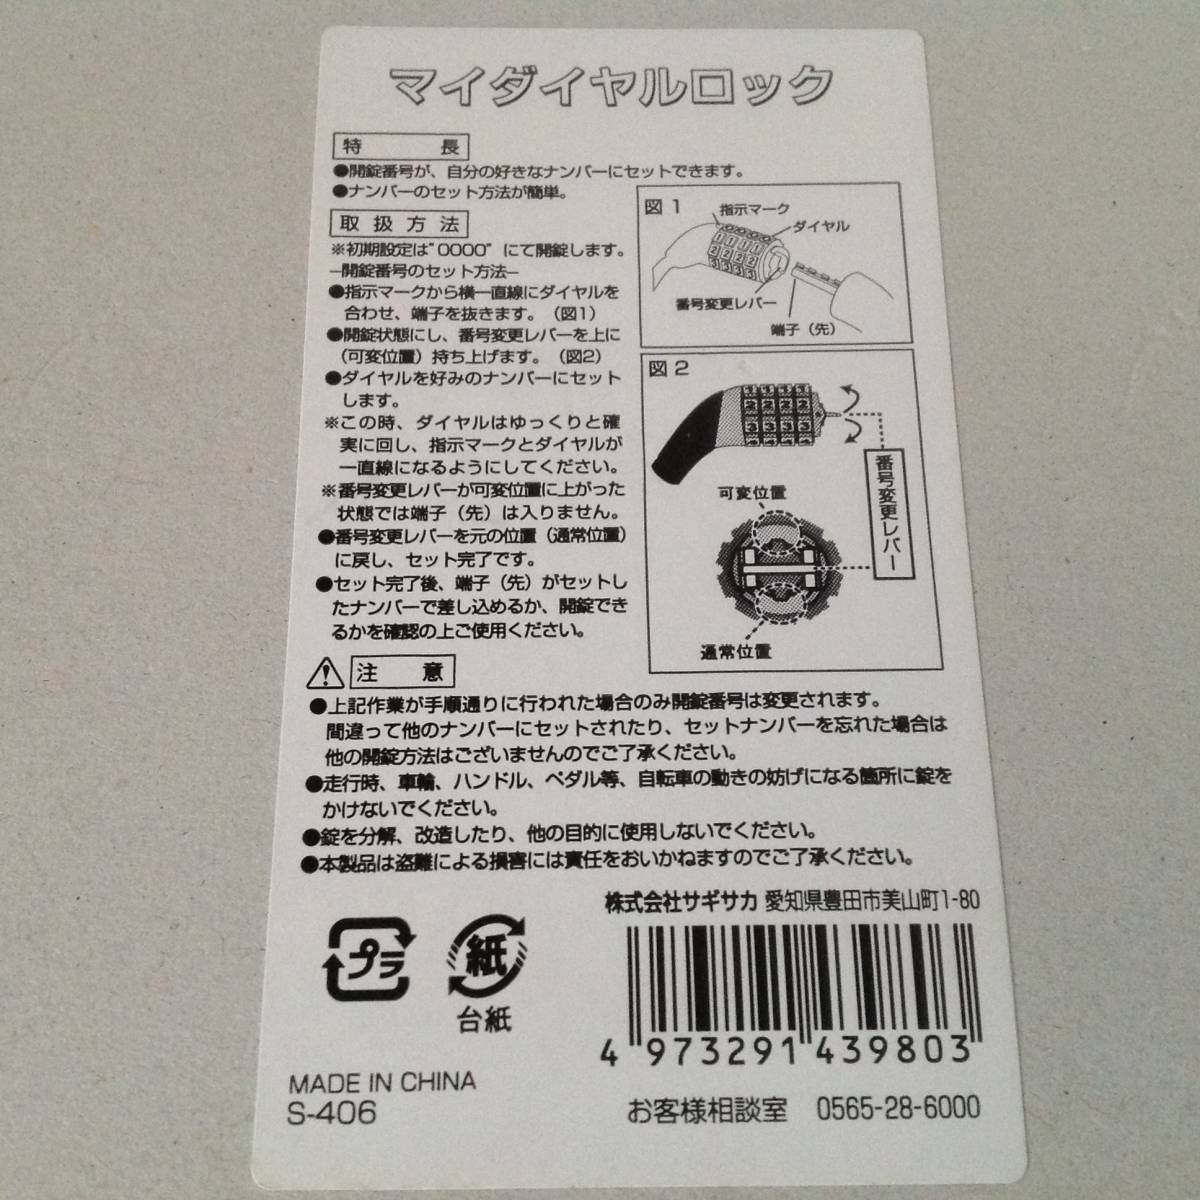 マイダイヤルロック
特長
●開錠番号が、自分の好きなナンバーにセットできます。
●ナンバーのセット方法が簡単。
取扱方法
※初期設定は"0000"にて開錠します。
−開錠番号のセット方法−
●指示マークから横一直線にダイヤルを
合わせ、端子を抜きます。（図1）
●開錠状態にし、番号変更レバーを上に
（可変位置）持ち上げます。（図2）
●ダイヤルを好みのナンバーにセット
します。
※この時、ダイヤルはゆっくりと確
実に回し、指示マークとダイヤルが
一直線になるようにしてください。
※番号変更レバーが可変位置に上がった
状態では端子（先）は入りません。
●番号変更レバーを元の位置（通常位置）
に戻し、セット完了です。
●セット完了後、端子（先）がセットし
たナンバーで差し込めるか、開錠でき
るかを確認の上ご使用ください。
図1
指示マーク
ダイヤル
1 1 1 1
2 2 2 2
3 3 3 3
番号変更レバー
端子（先）
図2
2 2 2 2
3 3 3 3
可変位置
番号変更レバー
通常位置
注意
●上記作業が手順通りに行われた場合のみ開錠番号は変更されます。
間違って他のナンバーにセットされたり、セットナンバーを忘れた場合は
他の開錠方法はございませんのでご了承ください。
●走行時、車輪、ハンドル、ペダル等、自転車の動きの妨げになる箇所に錠を
かけないでください。
●錠を分解、改造したり、他の目的に使用しないでください。
●本製品は盗難による損害には責任をおいかねますのでご了承ください。
株式会社サギサカ 愛知県豊田市美山町1-80
プラ
紙
台紙
4 973291 439803
MADE IN CHINA
S-406
お客様相談室 0565-28-6000